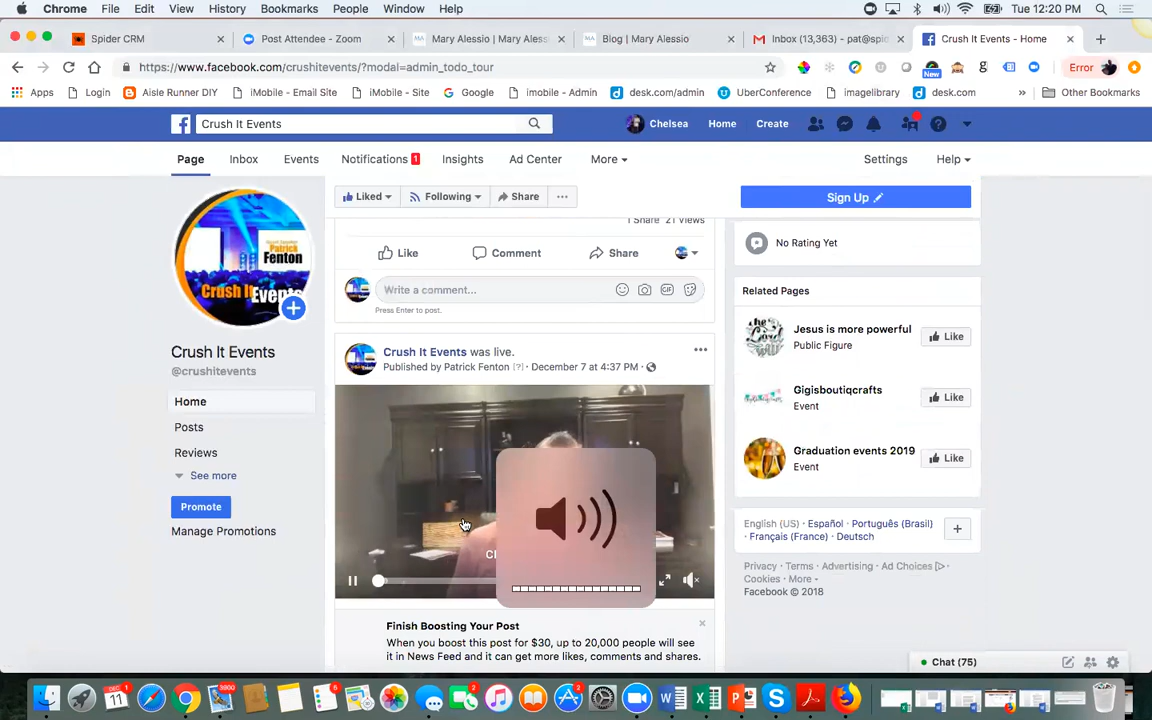 Chrome File Edit View History Bookmarks People Window Help Tue 12:20 PM
Spider CRM Post Attendee - Zoom Mary Alessio | Mary Aless Blog | Mary Alessio Inbox (13,363) - pat@spi Crush It Events - Home
https://www.facebook.com/crushitevents/?modal=admin_todo_tour New Error
Apps Login Aisle Runner DIY iMobile - Email Site iMobile - Site Google imobile - Admin desk.com/admin UberConference imagelibrary desk.com » Other Bookmarks
Crush It Events Chelsea Home Create
Page Inbox Events Notifications 1 Insights Ad Center More Settings Help
Liked Following Share ... Sign Up
1 Share 21 Views
Patrick
Fenton
Crush It
Crush It Events
@crushitevents
Home
Posts
Reviews
See more
Promote
Manage Promotions
Like Comment Share
Write a comment...
GIF
Press Enter to post.
Crush It Events was live.
Published by Patrick Fenton [?] · December 7 at 4:37 PM ·
Finish Boosting Your Post
When you boost this post for $30, up to 20,000 people will see
it in News Feed and it can get more likes, comments and shares.
No Rating Yet
Related Pages
Jesus is more powerful
Public Figure
Like
Gigisboutiqcrafts
Event
Like
Graduation events 2019
Event
Like
English (US) · Español · Português (Brasil) ·
Français (France) · Deutsch
Privacy · Terms · Advertising · Ad Choices ·
Cookies · More
Facebook © 2018
Chat (75)